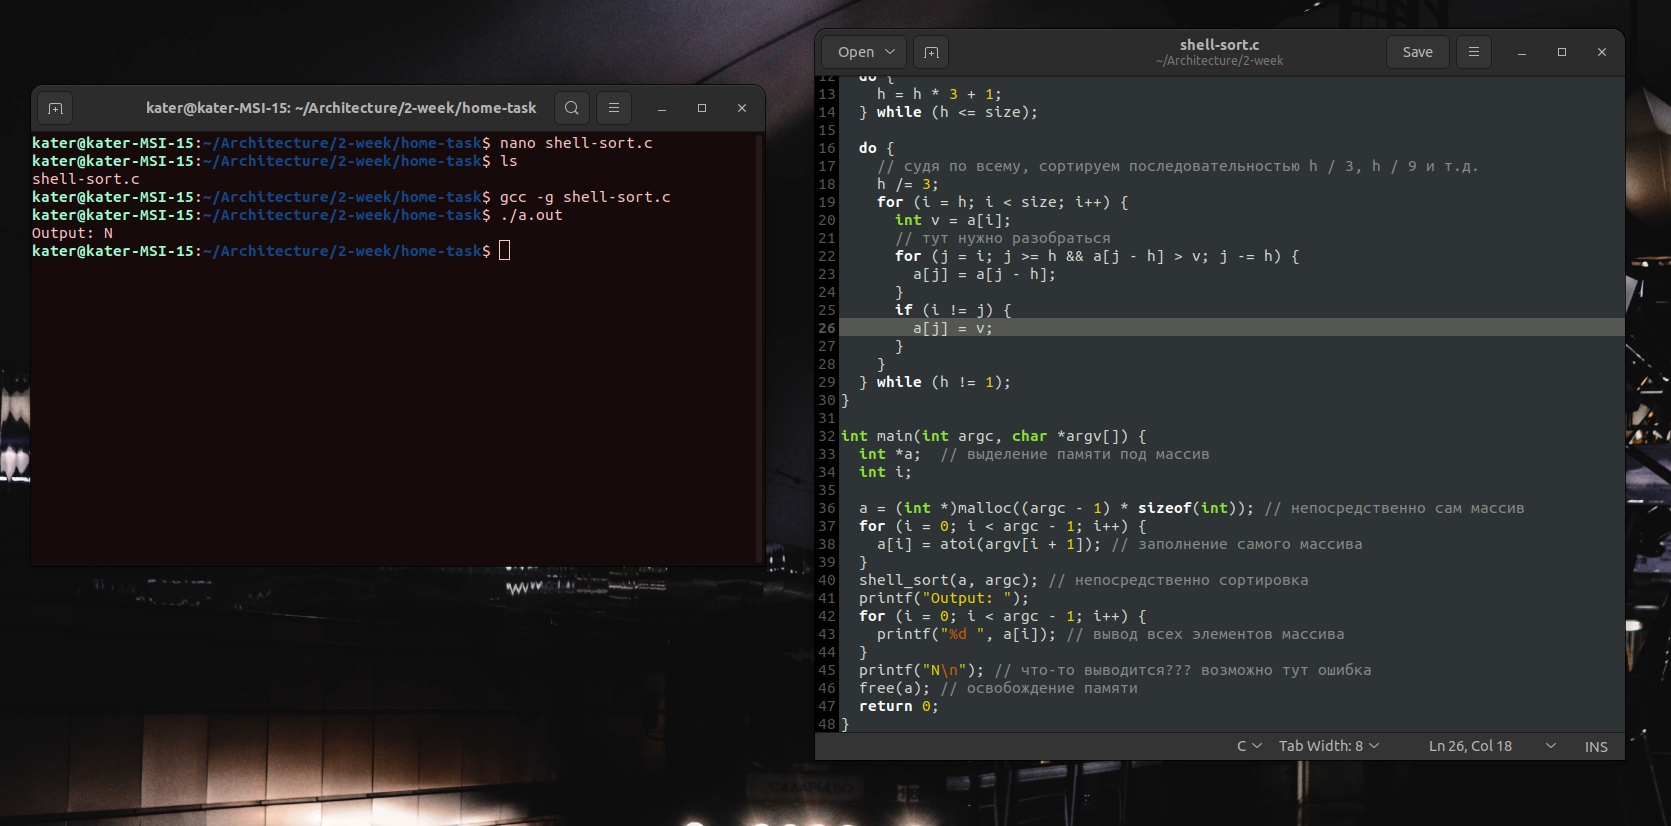 kater@kater-MSI-15: ~/Architecture/2-week/home-task
kater@kater-MSI-15:~/Architecture/2-week/home-task$ nano shell-sort.c
kater@kater-MSI-15:~/Architecture/2-week/home-task$ ls
shell-sort.c
kater@kater-MSI-15:~/Architecture/2-week/home-task$ gcc -g shell-sort.c
kater@kater-MSI-15:~/Architecture/2-week/home-task$ ./a.out
Output: N
kater@kater-MSI-15:~/Architecture/2-week/home-task$
Open
shell-sort.c
~/Architecture/2-week
Save
12 do {
13 h = h * 3 + 1;
14 } while (h <= size);
15
16 do {
17 // судя по всему, сортируем последовательностью h / 3, h / 9 и т.д.
18 h /= 3;
19 for (i = h; i < size; i++) {
20 int v = a[i];
21 // тут нужно разобраться
22 for (j = i; j >= h && a[j - h] > v; j -= h) {
23 a[j] = a[j - h];
24 }
25 if (i != j) {
26 a[j] = v;
27 }
28 }
29 } while (h != 1);
30 }
31
32 int main(int argc, char *argv[]) {
33 int *a; // выделение памяти под массив
34 int i;
35
36 a = (int *)malloc((argc - 1) * sizeof(int)); // непосредственно сам массив
37 for (i = 0; i < argc - 1; i++) {
38 a[i] = atoi(argv[i + 1]); // заполнение самого массива
39 }
40 shell_sort(a, argc); // непосредственно сортировка
41 printf("Output: ");
42 for (i = 0; i < argc - 1; i++) {
43 printf("%d ", a[i]); // вывод всех элементов массива
44 }
45 printf("N\n"); // что-то выводится??? возможно тут ошибка
46 free(a); // освобождение памяти
47 return 0;
48 }
C Tab Width: 8 Ln 26, Col 18 INS